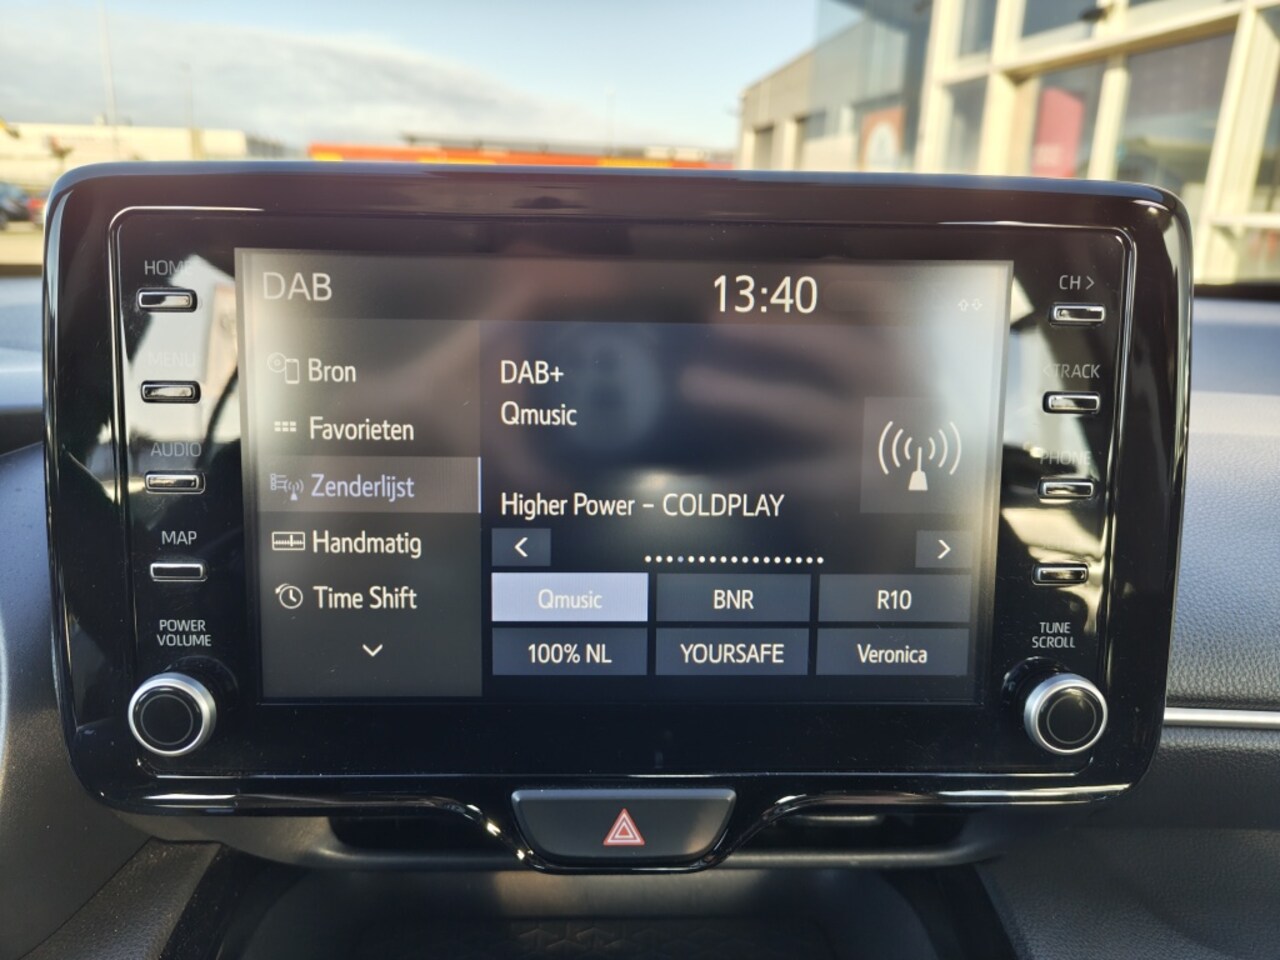 DAB
13:40
HOME
MENU
AUDIO
MAP
POWER
VOLUME
Bron
Favorieten
Zenderlijst
Handmatig
Time Shift
DAB+
Qmusic
Higher Power - COLDPLAY
<
>
Qmusic
BNR
R10
100% NL
YOURSAFE
Veronica
CH >
< TRACK
PHONE
TUNE
SCROLL